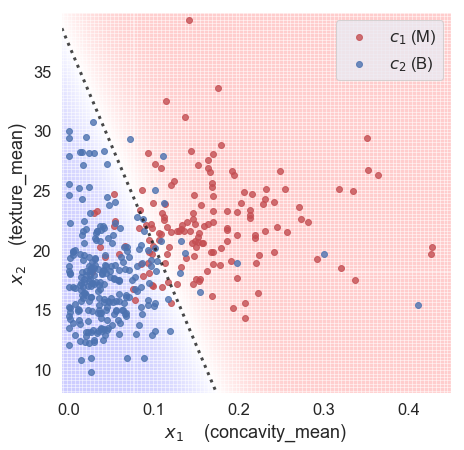 c₁ (M)
c₂ (B)
35
30
25
20
15
10
x₂ (texture_mean)
0.0 0.1 0.2 0.3 0.4
x₁ (concavity_mean)